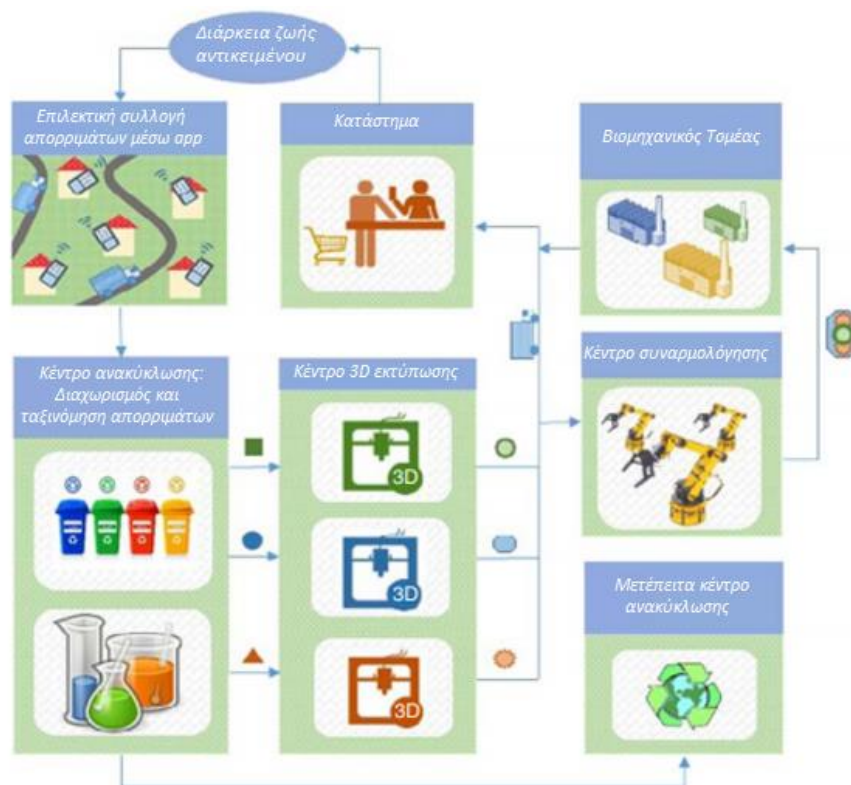 Διάρκεια ζωής
αντικειμένου
Επιλεκτική συλλογή
απορριμάτων μέσω app
Κατάστημα
Βιομηχανικός Τομέας
Κέντρο ανακύκλωσης:
Διαχωρισμός και
ταξινόμηση απορριμάτων
Κέντρο 3D εκτύπωσης
Κέντρο συναρμολόγησης
3D
3D
3D
Μετέπειτα κέντρο
ανακύκλωσης